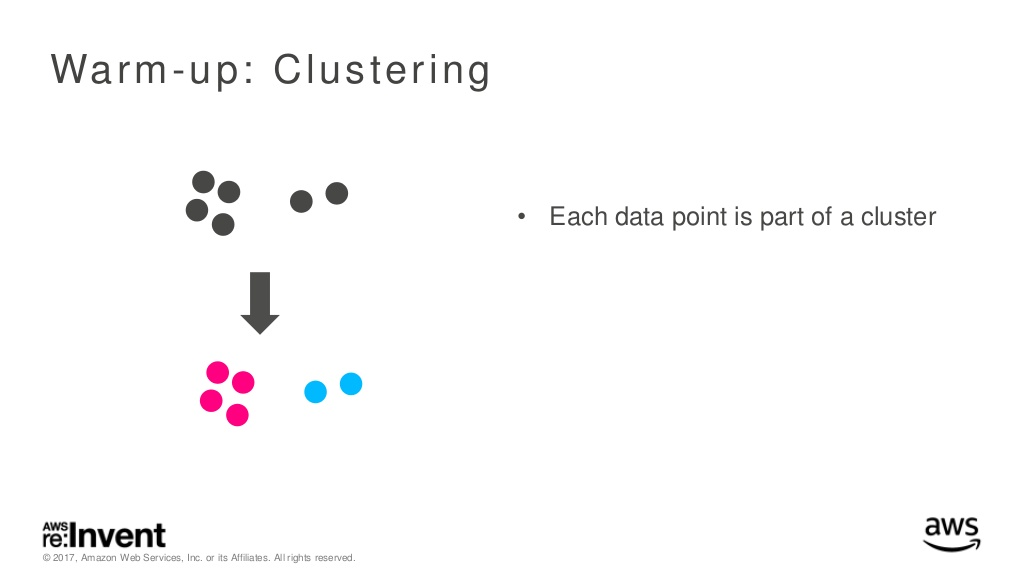 Warm-up: Clustering
• Each data point is part of a cluster
AWS
re:Invent
© 2017, Amazon Web Services, Inc. or its Affiliates. All rights reserved.
aws